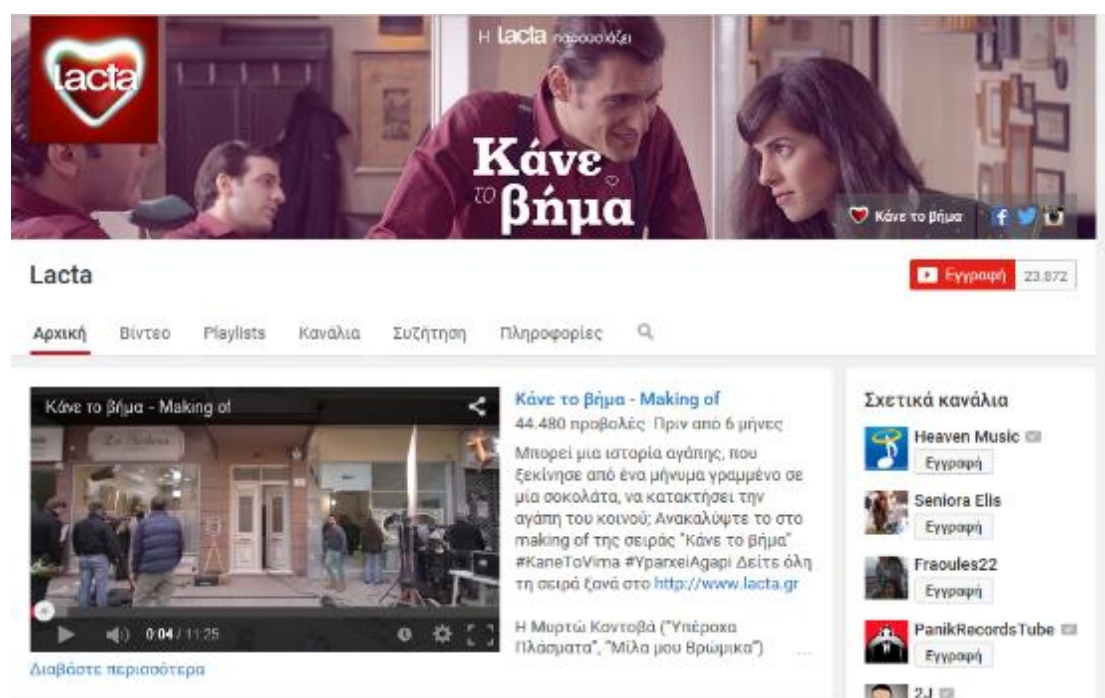 lacta
Η lacta παρουσιάζει
Κάνε
το
βήμα
Κάνε το βήμα
Lacta
Εγγραφή 23.872
Αρχική Βίντεο Playlists Κανάλια Συζήτηση Πληροφορίες
Κάνε το βήμα - Making of
0:04 / 11:25
Διαβάστε περισσότερα
Κάνε το βήμα - Making of
44.480 προβολές Πριν από 6 μήνες
Μπορεί μια ιστορία αγάπης, που
ξεκίνησε από ένα μήνυμα γραμμένο σε
μία σοκολάτα, να κατακτήσει την
αγάπη του κοινού; Ανακαλύψτε το στο
making of της σειράς "Κάνε το βήμα"
#KaneToVima #YparxeiAgapi Δείτε όλη
τη σειρά ξανά στο http://www.lacta.gr
Η Μυρτώ Κοντοβά ("Υπέροχα
Πλάσματα", "Μίλα μου Βρώμικα") ...
Σχετικά κανάλια
Heaven Music
Εγγραφή
Seniora Elis
Εγγραφή
Fraoules22
Εγγραφή
PanikRecordsTube
Εγγραφή
2J